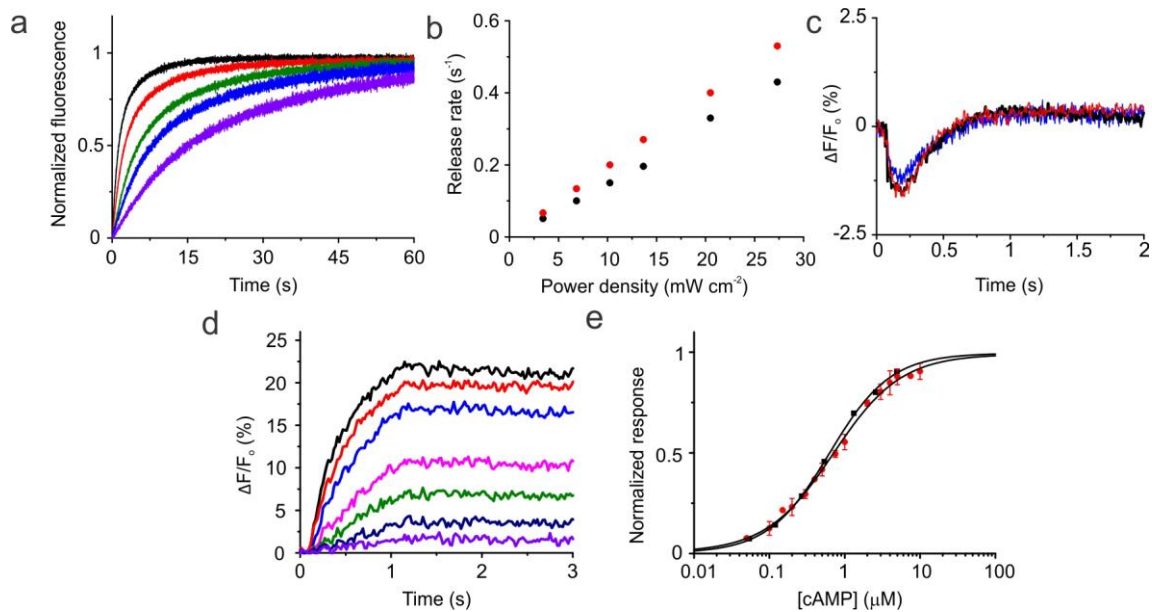 a
Normalized fluorescence
1
0.5
0
0 15 30 45 60
Time (s)
b
Release rate (s-1)
0.6
0.4
0.2
0
0 5 10 15 20 25 30
Power density (mW cm-2)
c
ΔF/Fo (%)
2.5
0
-2.5
0 0.5 1 1.5 2
Time (s)
d
ΔF/Fo (%)
25
20
15
10
5
0
0 1 2 3
Time (s)
e
Normalized response
1
0.5
0
0.01 0.1 1 10 100
[cAMP] (μM)